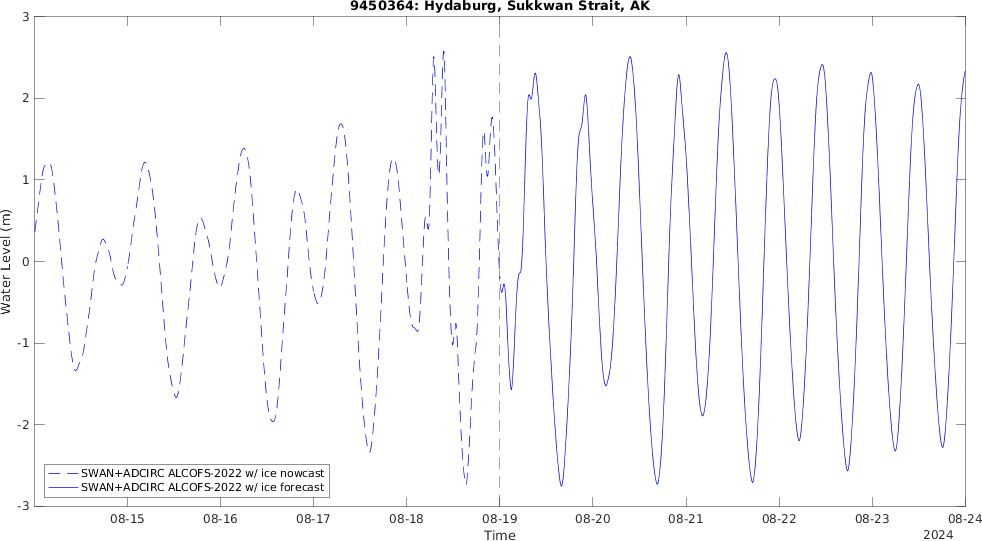 9450364: Hydaburg, Sukkwan Strait, AK
Water Level (m)
3
2
1
0
-1
-2
-3
SWAN+ADCIRC ALCOFS-2022 w/ ice nowcast
SWAN+ADCIRC ALCOFS-2022 w/ ice forecast
08-15 08-16 08-17 08-18 08-19 08-20 08-21 08-22 08-23 08-24
Time
2024